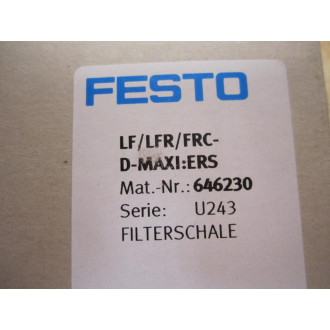 FESTO
LF/LFR/FRC-
D-MAXI:ERS
Mat.-Nr.: 646230
Serie: U243
FILTERSCHALE